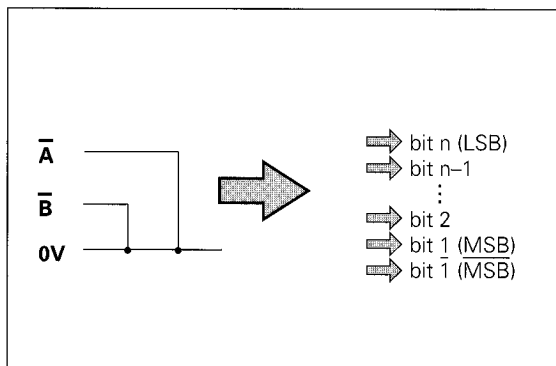 A̅
B̅
0V
bit n (LSB)
bit n–1
⋮
bit 2
bit 1 (MSB)
bit 1̅ (M̅S̅B̅)